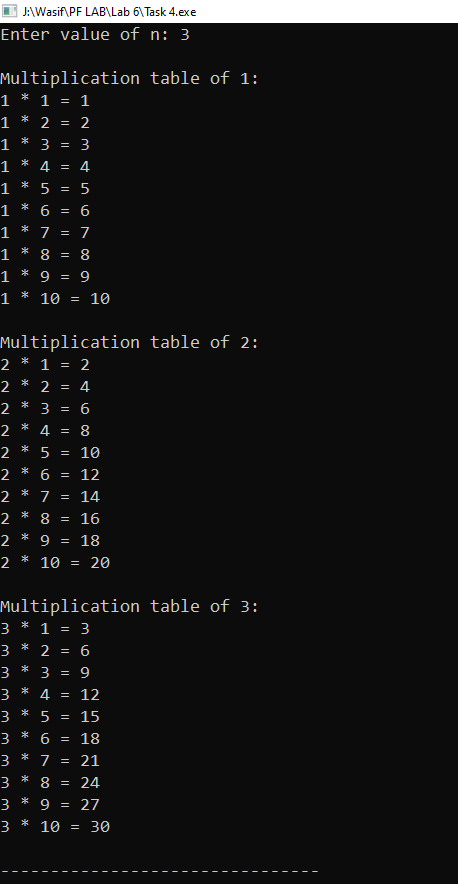 J:\Wasif\PF LAB\Lab 6\Task 4.exe
Enter value of n: 3
Multiplication table of 1:
1 * 1 = 1
1 * 2 = 2
1 * 3 = 3
1 * 4 = 4
1 * 5 = 5
1 * 6 = 6
1 * 7 = 7
1 * 8 = 8
1 * 9 = 9
1 * 10 = 10
Multiplication table of 2:
2 * 1 = 2
2 * 2 = 4
2 * 3 = 6
2 * 4 = 8
2 * 5 = 10
2 * 6 = 12
2 * 7 = 14
2 * 8 = 16
2 * 9 = 18
2 * 10 = 20
Multiplication table of 3:
3 * 1 = 3
3 * 2 = 6
3 * 3 = 9
3 * 4 = 12
3 * 5 = 15
3 * 6 = 18
3 * 7 = 21
3 * 8 = 24
3 * 9 = 27
3 * 10 = 30
--------------------------------